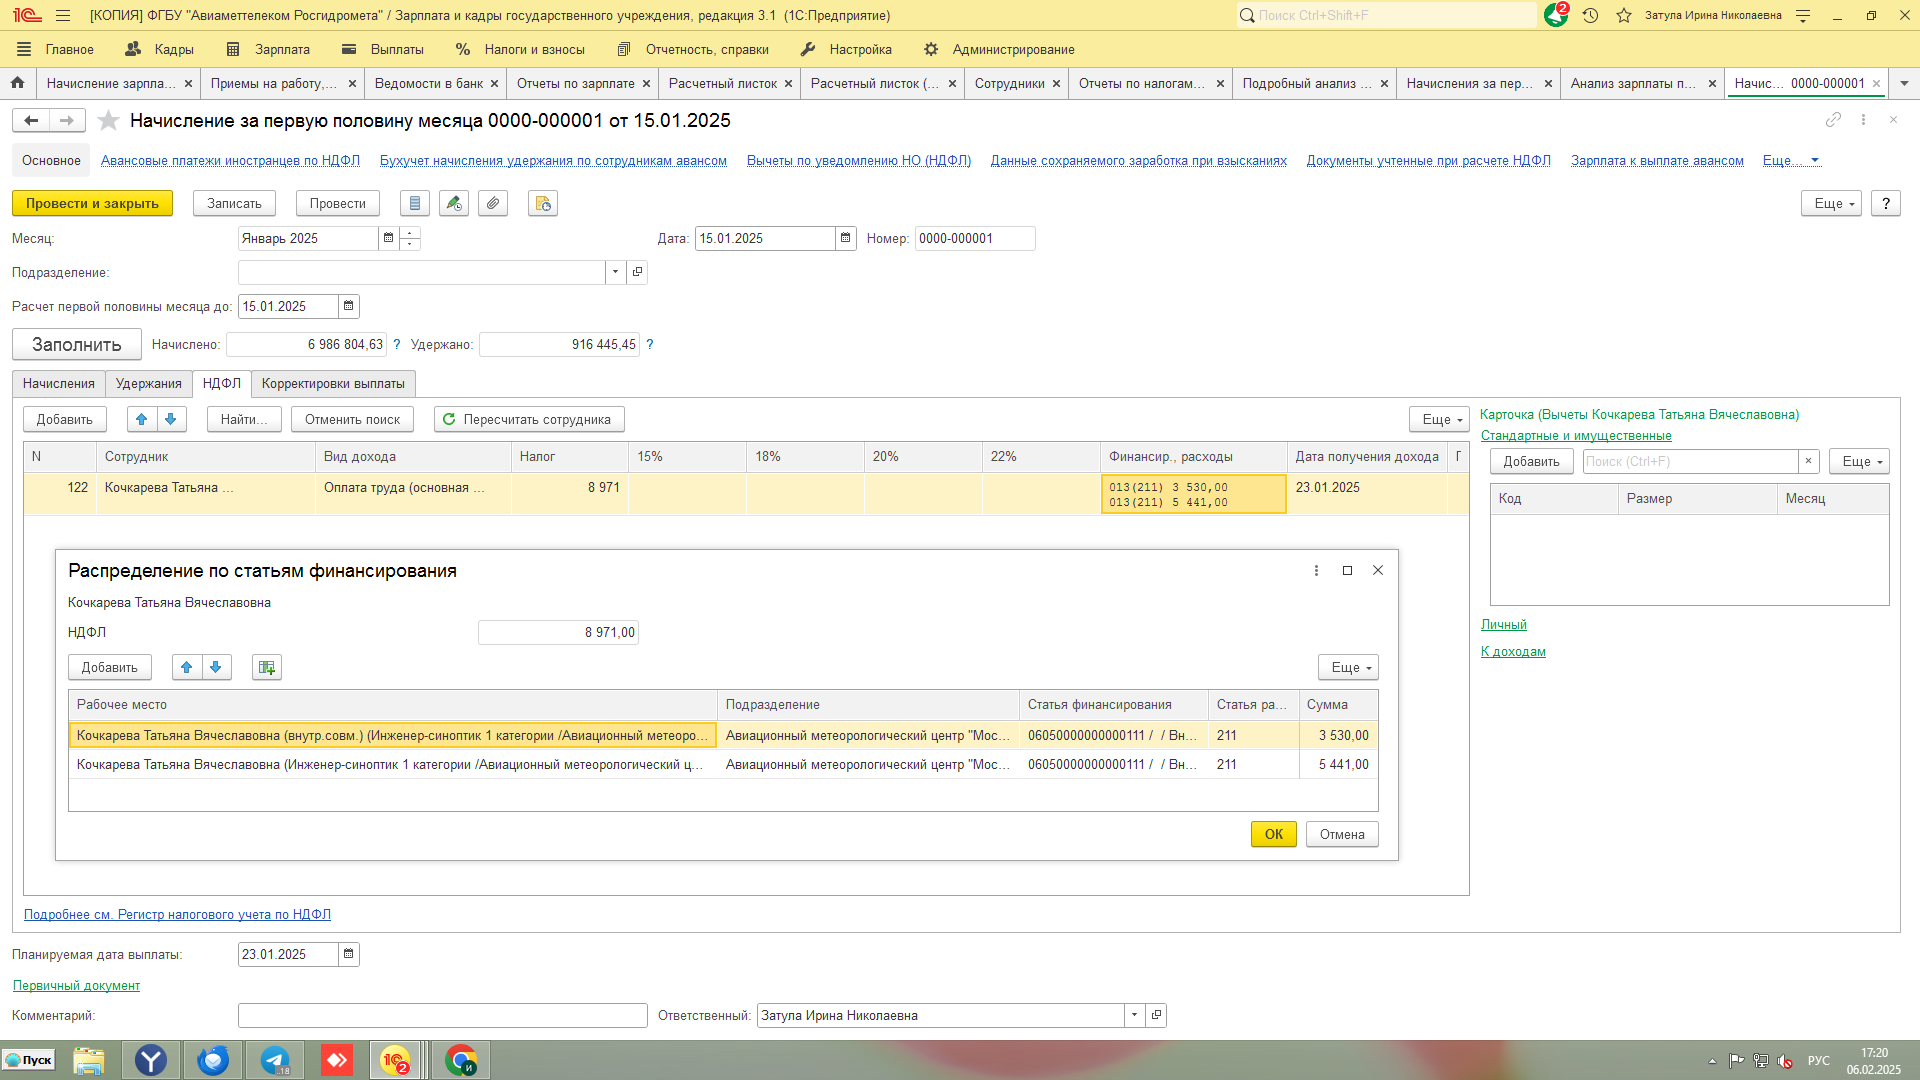 [КОПИЯ] ФГБУ "Авиаметтелеком Росгидромета" / Зарплата и кадры государственного учреждения, редакция 3.1 (1С:Предприятие)
Поиск Ctrl+Shift+F
2
Затула Ирина Николаевна
Главное Кадры Зарплата Выплаты Налоги и взносы Отчетность, справки Настройка Администрирование
Начисление зарпла... Приемы на работу,... Ведомости в банк Отчеты по зарплате Расчетный листок Расчетный листок (... Сотрудники Отчеты по налогам... Подробный анализ ... Начисления за пер... Анализ зарплаты п... Начис... 0000-000001
Начисление за первую половину месяца 0000-000001 от 15.01.2025
Основное Авансовые платежи иностранцев по НДФЛ Бухучет начисления удержания по сотрудникам авансом Вычеты по уведомлению НО (НДФЛ) Данные сохраняемого заработка при взысканиях Документы учтенные при расчете НДФЛ Зарплата к выплате авансом Еще...
Провести и закрыть Записать Провести Еще ?
Месяц: Январь 2025 Дата: 15.01.2025 Номер: 0000-000001
Подразделение:
Расчет первой половины месяца до: 15.01.2025
Заполнить Начислено: 6 986 804,63 ? Удержано: 916 445,45 ?
Начисления Удержания НДФЛ Корректировки выплаты
Добавить Найти... Отменить поиск Пересчитать сотрудника Еще
N Сотрудник Вид дохода Налог 15% 18% 20% 22% Финансир., расходы Дата получения дохода Г
122 Кочкарева Татьяна ... Оплата труда (основная ... 8 971 013(211) 3 530,00 23.01.2025
013(211) 5 441,00
Карточка (Вычеты Кочкарева Татьяна Вячеславовна)
Стандартные и имущественные
Добавить Поиск (Ctrl+F) × Еще
Код Размер Месяц
Личный
К доходам
Распределение по статьям финансирования
Кочкарева Татьяна Вячеславовна
НДФЛ 8 971,00
Добавить Еще
Рабочее место Подразделение Статья финансирования Статья ра... Сумма
Кочкарева Татьяна Вячеславовна (внутр.совм.) (Инженер-синоптик 1 категории /Авиационный метеоро... Авиационный метеорологический центр "Мос... 06050000000000111 / / Вн... 211 3 530,00
Кочкарева Татьяна Вячеславовна (Инженер-синоптик 1 категории /Авиационный метеорологический ц... Авиационный метеорологический центр "Мос... 06050000000000111 / / Вн... 211 5 441,00
ОК Отмена
Подробнее см. Регистр налогового учета по НДФЛ
Планируемая дата выплаты: 23.01.2025
Первичный документ
Комментарий: Ответственный: Затула Ирина Николаевна
Пуск
18
2
И
РУС
17:20
06.02.2025